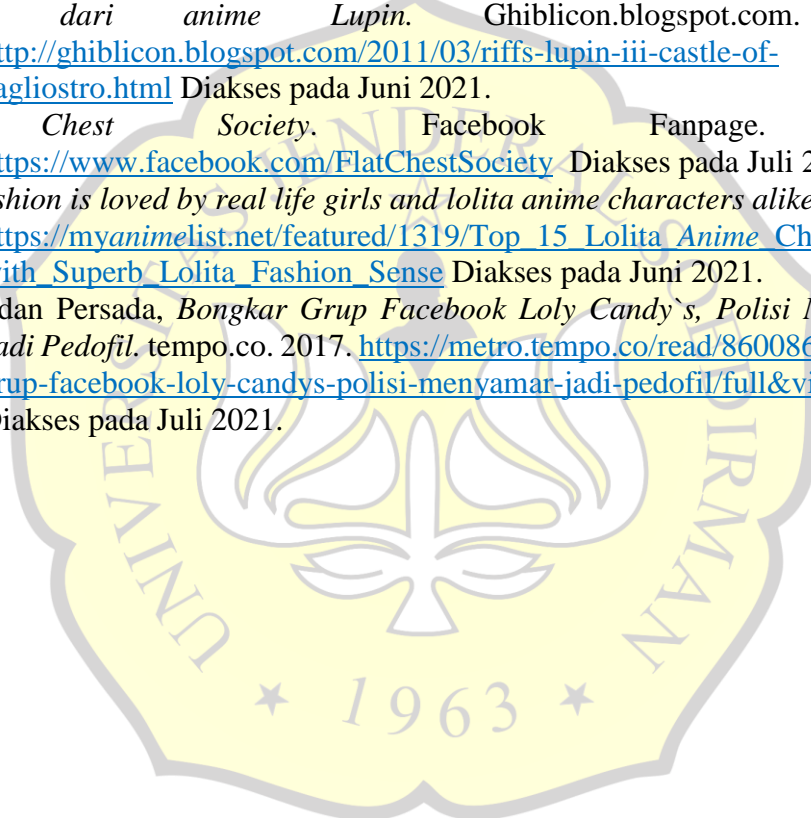 dari anime Lupin. Ghiblicon.blogspot.com.
ttp://ghiblicon.blogspot.com/2011/03/riffs-lupin-iii-castle-of-
agliostro.html Diakses pada Juni 2021.
Chest Society. Facebook Fanpage.
ttps://www.facebook.com/FlatChestSociety Diakses pada Juli 2
shion is loved by real life girls and lolita anime characters alike
ttps://myanimelist.net/featured/1319/Top_15_Lolita_Anime_Ch
ith_Superb_Lolita_Fashion_Sense Diakses pada Juni 2021.
dan Persada, Bongkar Grup Facebook Loly Candy`s, Polisi
adi Pedofil. tempo.co. 2017. https://metro.tempo.co/read/860086
rup-facebook-loly-candys-polisi-menyamar-jadi-pedofil/full&vi
iakses pada Juli 2021.
UNIVERSITAS JENDERAL SOEDIRMAN
1963